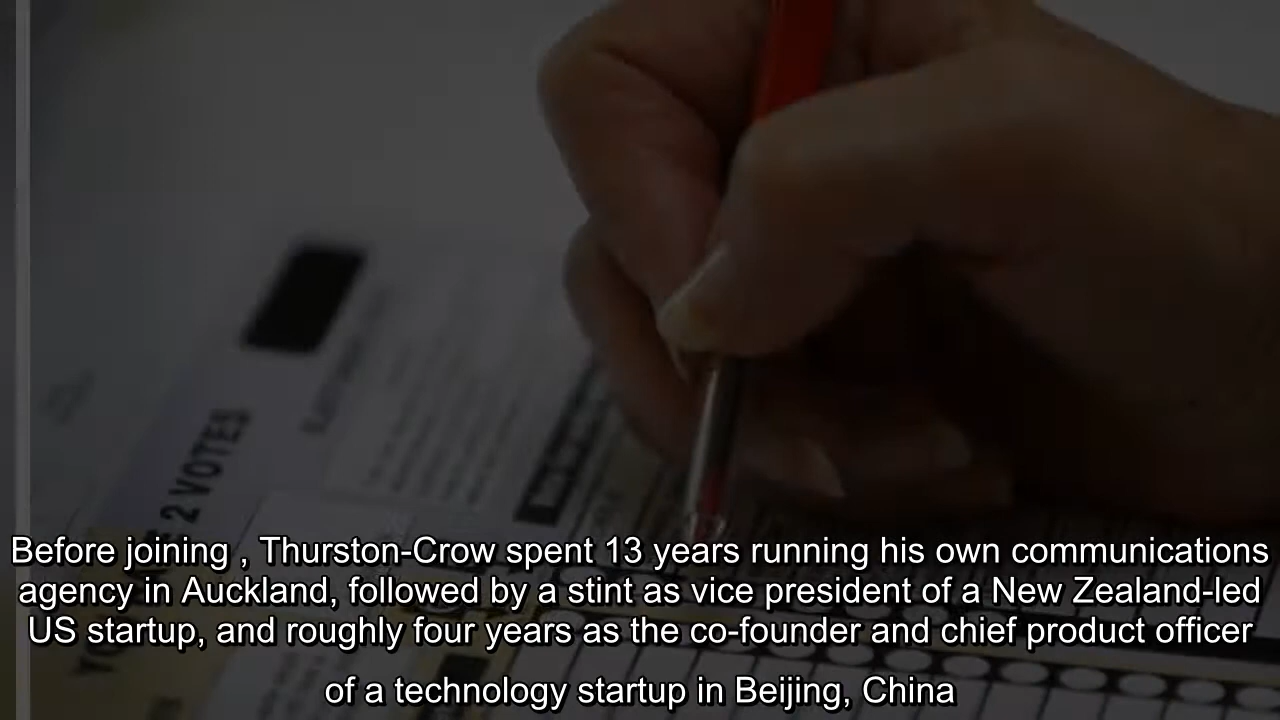 2 VOTES
Before joining , Thurston-Crow spent 13 years running his own communications
agency in Auckland, followed by a stint as vice president of a New Zealand-led
US startup, and roughly four years as the co-founder and chief product officer
of a technology startup in Beijing, China